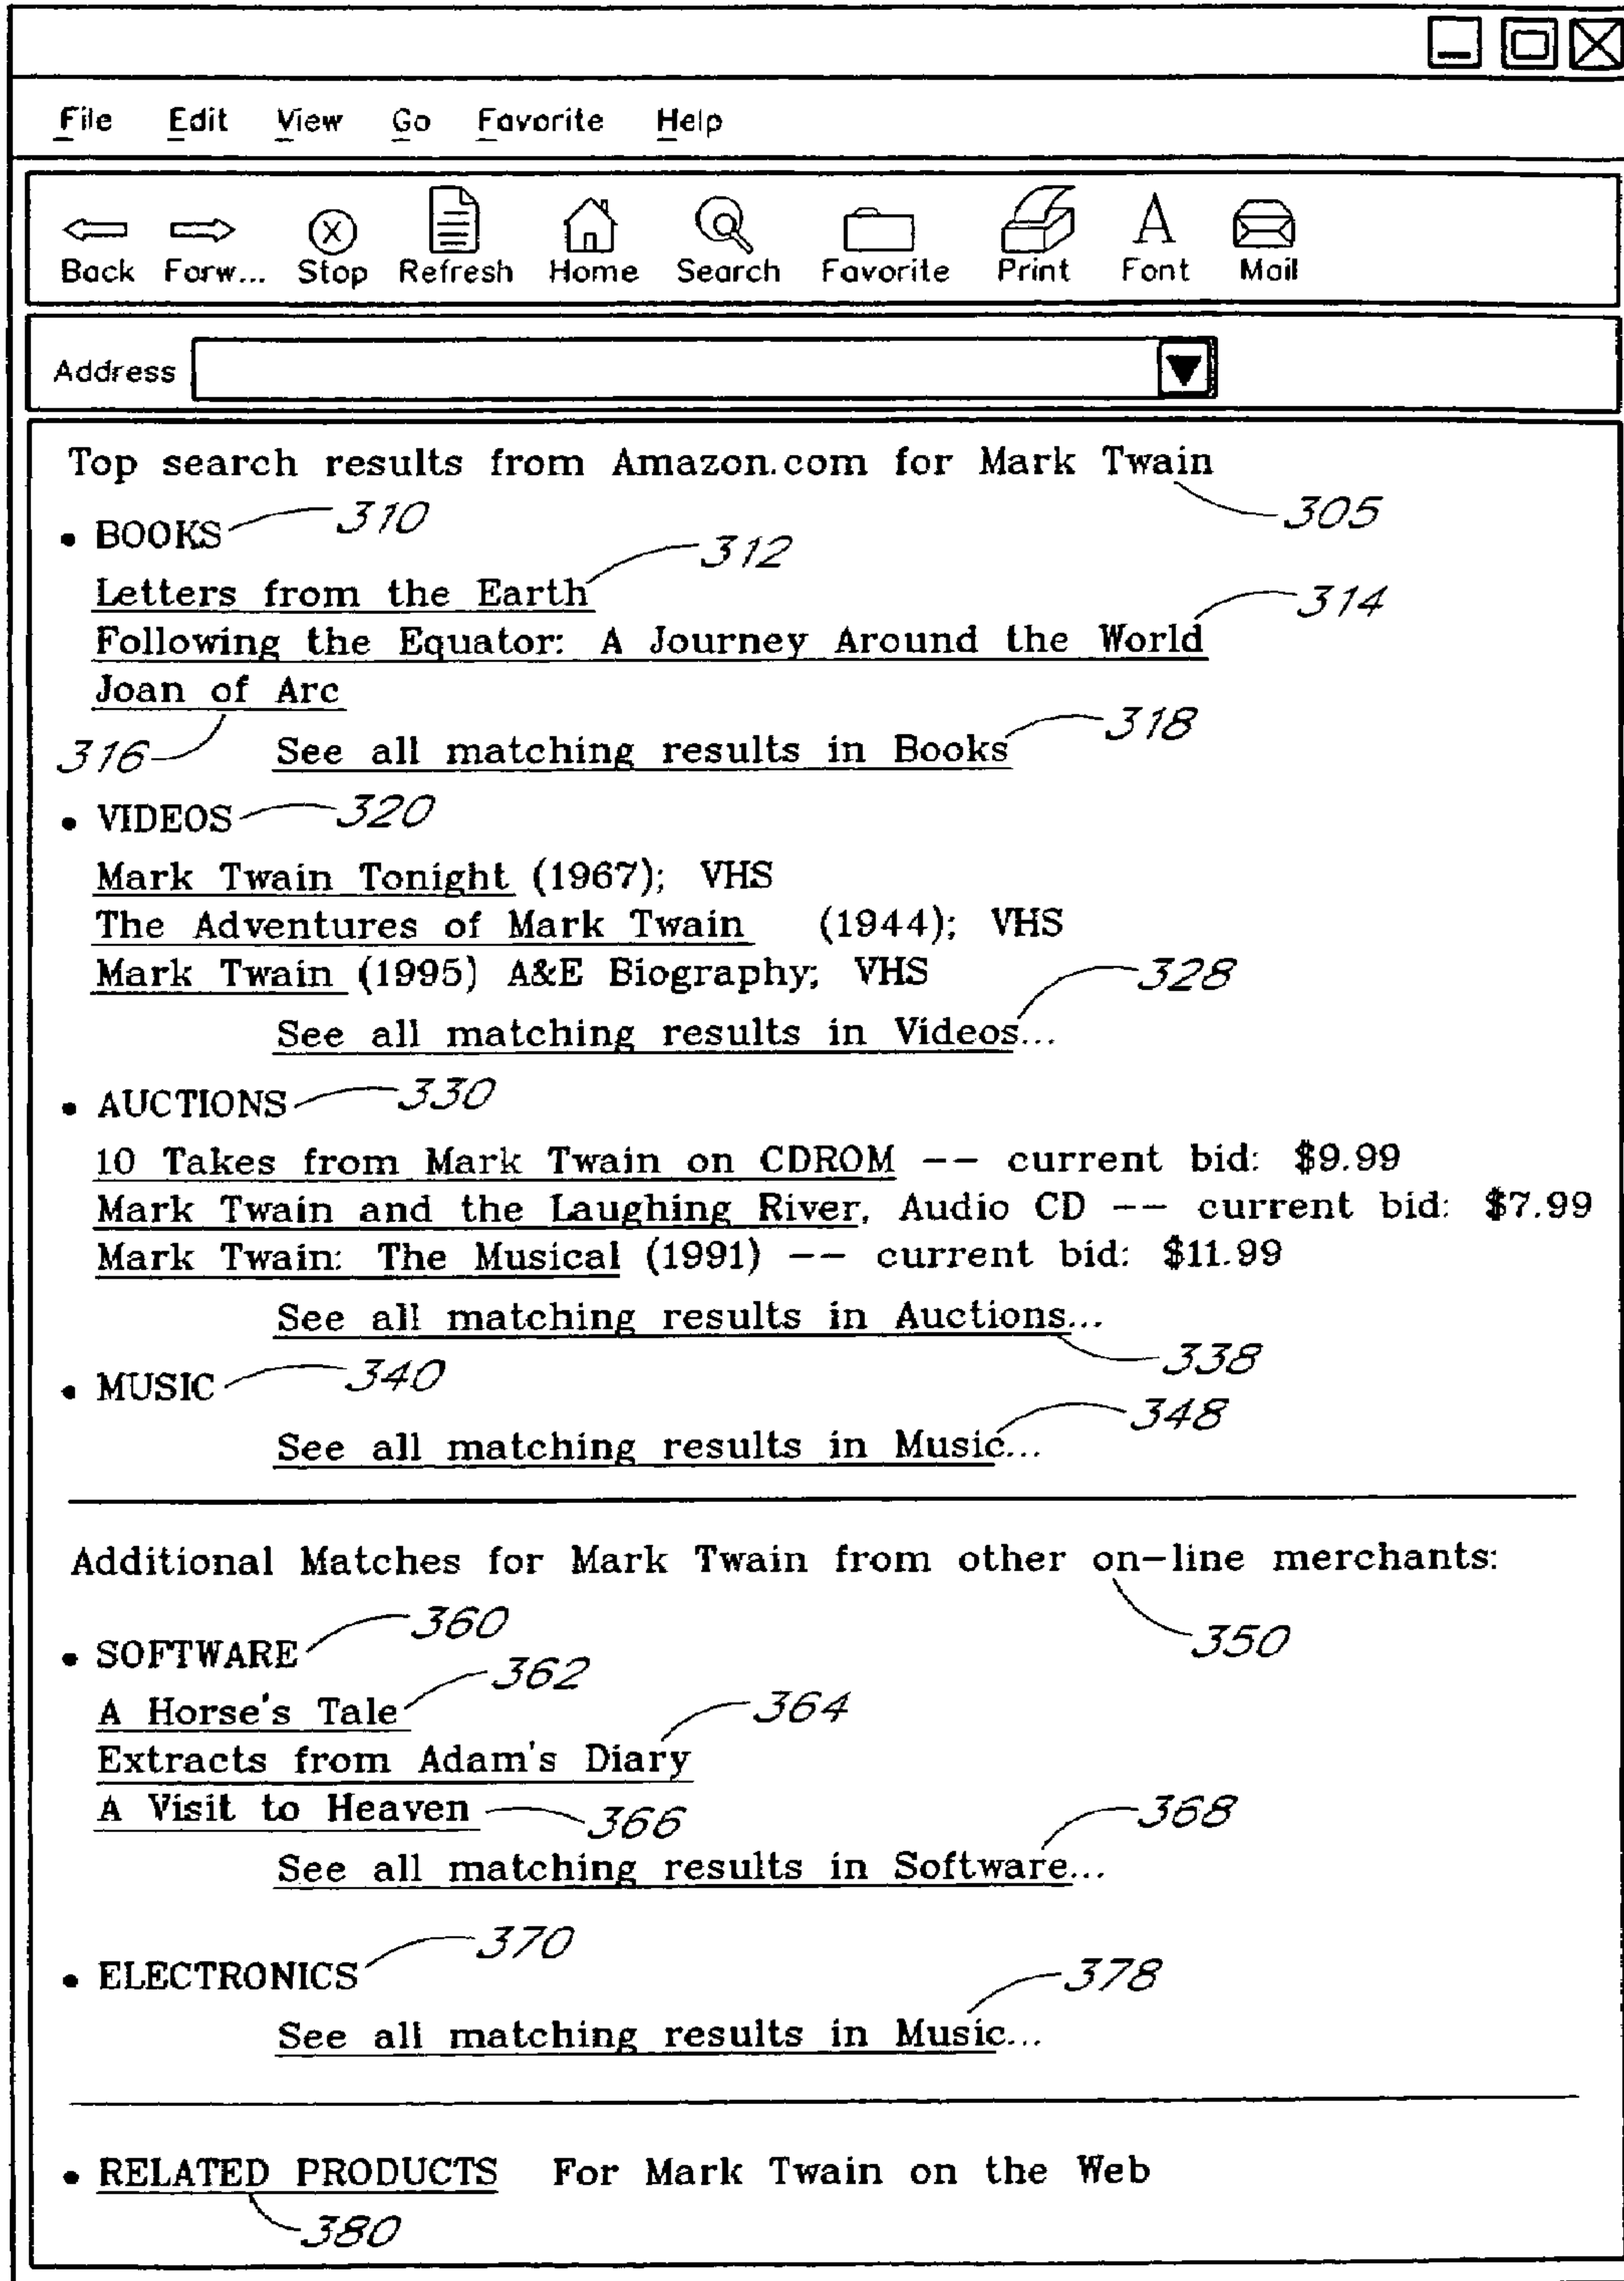 File Edit View Go Favorite Help
Back Forw... Stop Refresh Home Search Favorite Print Font Mail
Address
Top search results from Amazon.com for Mark Twain
305
• BOOKS 310
312
Letters from the Earth
314
Following the Equator: A Journey Around the World
Joan of Arc
318
316 See all matching results in Books
• VIDEOS 320
Mark Twain Tonight (1967); VHS
The Adventures of Mark Twain (1944); VHS
Mark Twain (1995) A&E Biography; VHS 328
See all matching results in Videos...
• AUCTIONS 330
10 Takes from Mark Twain on CDROM -- current bid: $9.99
Mark Twain and the Laughing River, Audio CD -- current bid: $7.99
Mark Twain: The Musical (1991) -- current bid: $11.99
See all matching results in Auctions...
338
• MUSIC 340
348
See all matching results in Music...
Additional Matches for Mark Twain from other on-line merchants:
350
360
• SOFTWARE
362
A Horse's Tale
364
Extracts from Adam's Diary
A Visit to Heaven 366
368
See all matching results in Software...
370
• ELECTRONICS
378
See all matching results in Music...
• RELATED PRODUCTS For Mark Twain on the Web
380